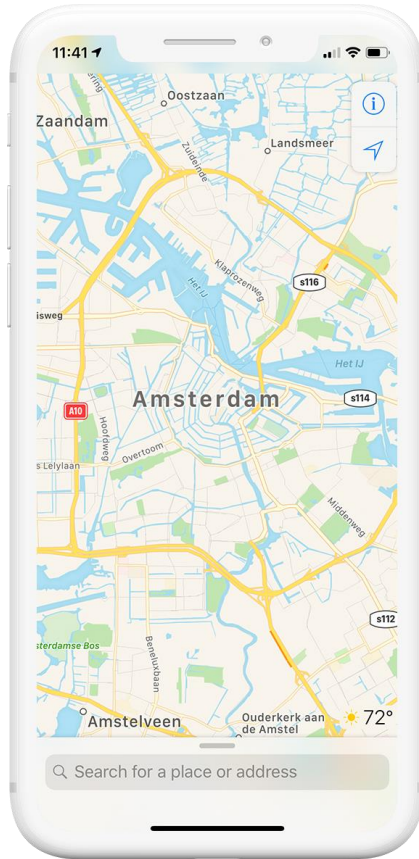 11:41
Oostzaan
Zaandam
Landsmeer
Zuideinde
Klaprozenweg
s116
Het IJ
isweg
Het IJ
Amsterdam
s114
A10
Hoofdweg
Overtoom
s Lelylaan
Middenweg
s112
sterdamse Bos
Beneluxbaan
Amstelveen
Ouderkerk aan
de Amstel
72°
Search for a place or address